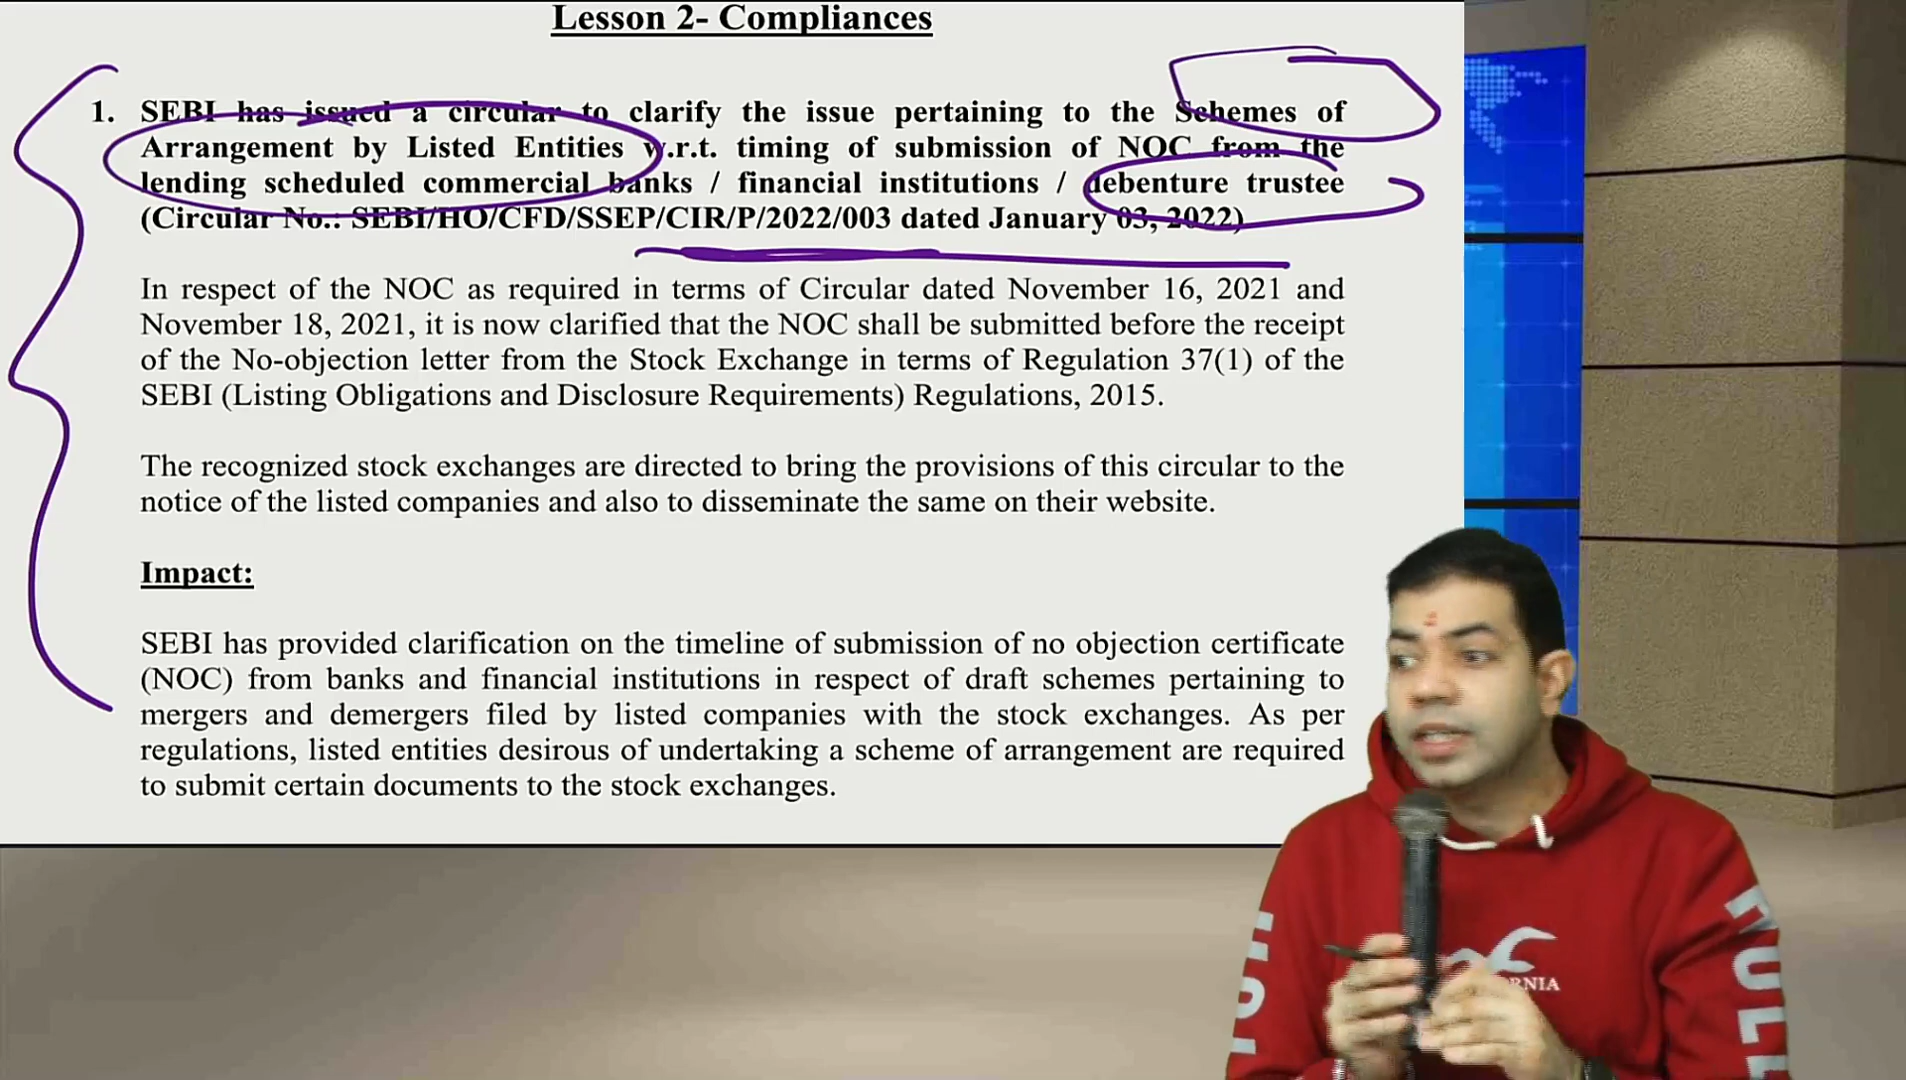 Lesson 2- Compliances
1. SEBI has issued a circular to clarify the issue pertaining to the Schemes of
Arrangement by Listed Entities w.r.t. timing of submission of NOC from the
lending scheduled commercial banks / financial institutions / debenture trustee
(Circular No.: SEBI/HO/CFD/SSEP/CIR/P/2022/003 dated January 03, 2022)
In respect of the NOC as required in terms of Circular dated November 16, 2021 and
November 18, 2021, it is now clarified that the NOC shall be submitted before the receipt
of the No-objection letter from the Stock Exchange in terms of Regulation 37(1) of the
SEBI (Listing Obligations and Disclosure Requirements) Regulations, 2015.
The recognized stock exchanges are directed to bring the provisions of this circular to the
notice of the listed companies and also to disseminate the same on their website.
Impact:
SEBI has provided clarification on the timeline of submission of no objection certificate
(NOC) from banks and financial institutions in respect of draft schemes pertaining to
mergers and demergers filed by listed companies with the stock exchanges. As per
regulations, listed entities desirous of undertaking a scheme of arrangement are required
to submit certain documents to the stock exchanges.